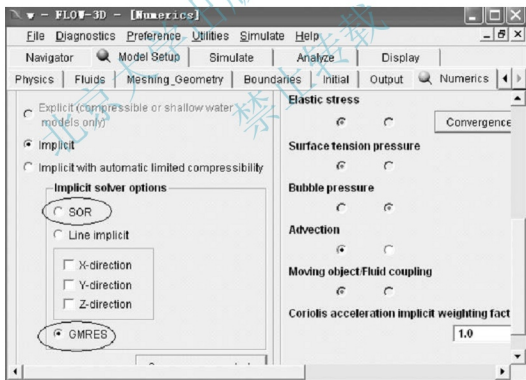 v - FLOW-3D - [Numerics]
File Diagnostics Preference Utilities Simulate Help
Navigator Model Setup Simulate Analyze Display
Physics Fluids Meshing_Geometry Boundaries Initial Output Numerics
Explicit (compressible or shallow water
models only)
Implicit
Implicit with automatic limited compressibility
Implicit solver options
SOR
Line implicit
X-direction
Y-direction
Z-direction
GMRES
Elastic stress
Convergence
Surface tension pressure
Bubble pressure
Advection
Moving object/Fluid coupling
Coriolis acceleration implicit weighting fact
1.0